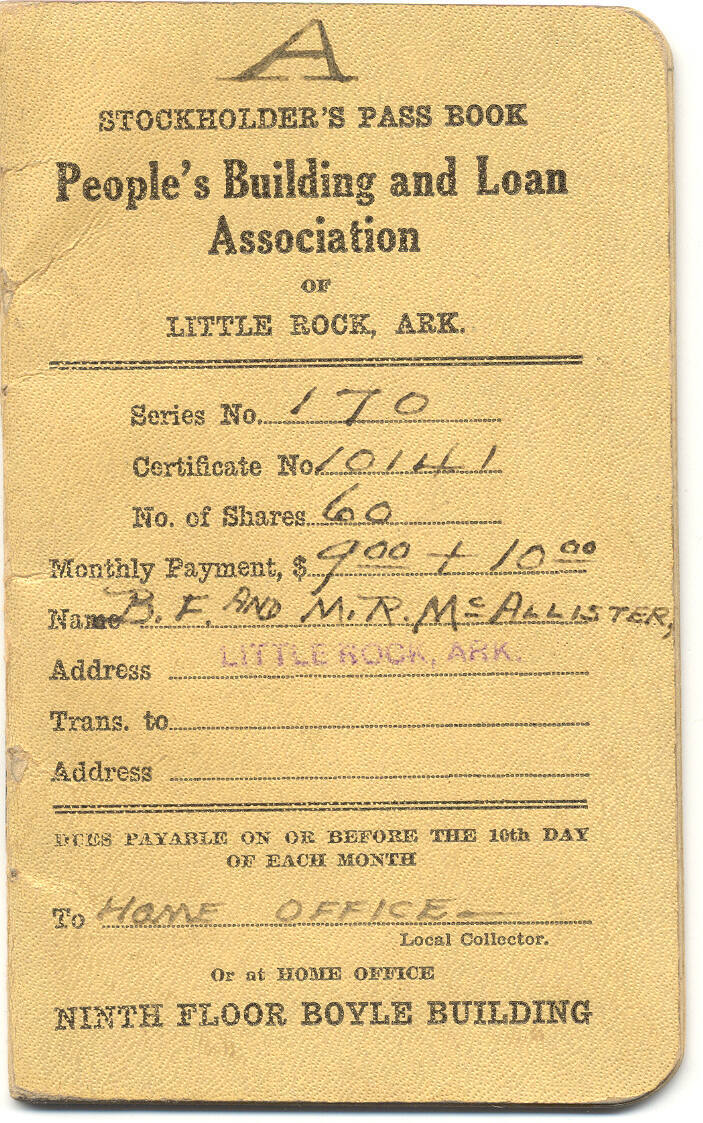 A
STOCKHOLDER'S PASS BOOK
People's Building and Loan
Association
OF
LITTLE ROCK, ARK.
Series No. 170
Certificate No. 10141
No. of Shares 60
Monthly Payment, $ 9.00 + 10.00
Name B. F. AND M. R. McALLISTER,
Address LITTLE ROCK, ARK.
Trans. to
Address
DUES PAYABLE ON OR BEFORE THE 10th DAY
OF EACH MONTH
To HOME OFFICE
Local Collector.
Or at HOME OFFICE
NINTH FLOOR BOYLE BUILDING